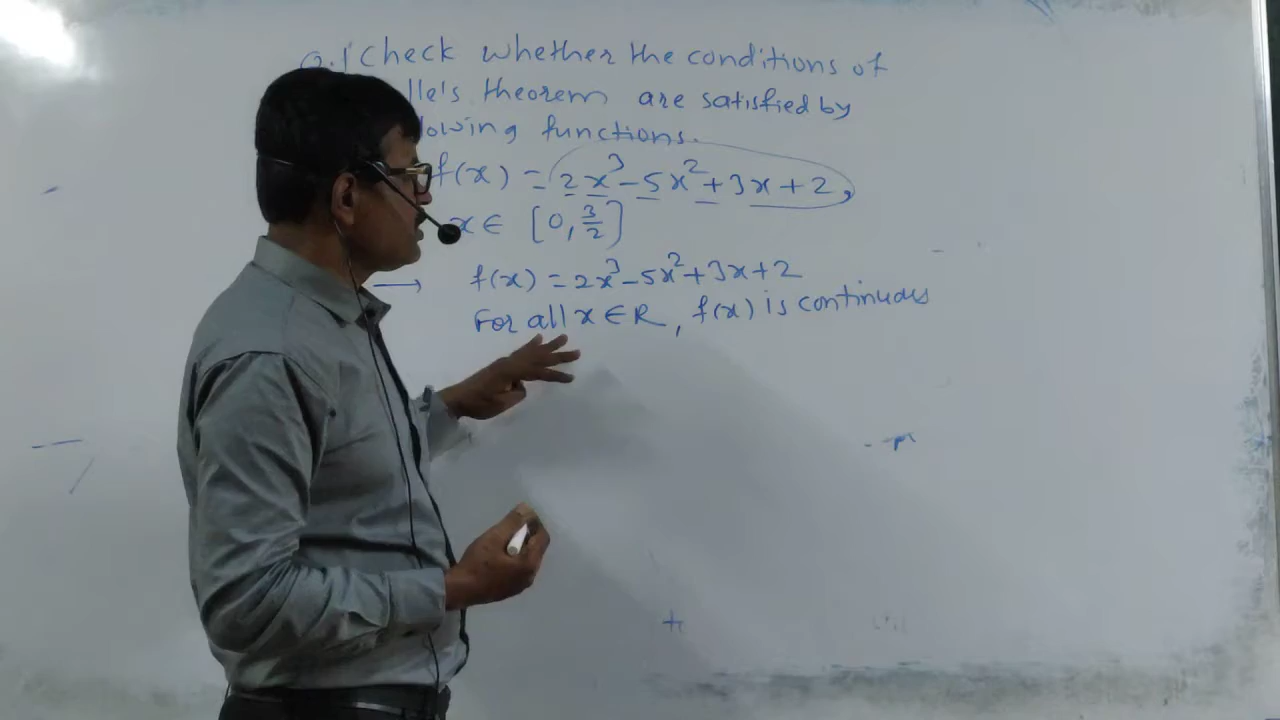 Q.1 Check whether the conditions of
lle's theorem are satisfied by
lowing functions.
f(x) = 2x³ - 5x² + 3x + 2,
x ∈ [0, 3/2]
→ f(x) = 2x³ - 5x² + 3x + 2
For all x ∈ R, f(x) is continuous